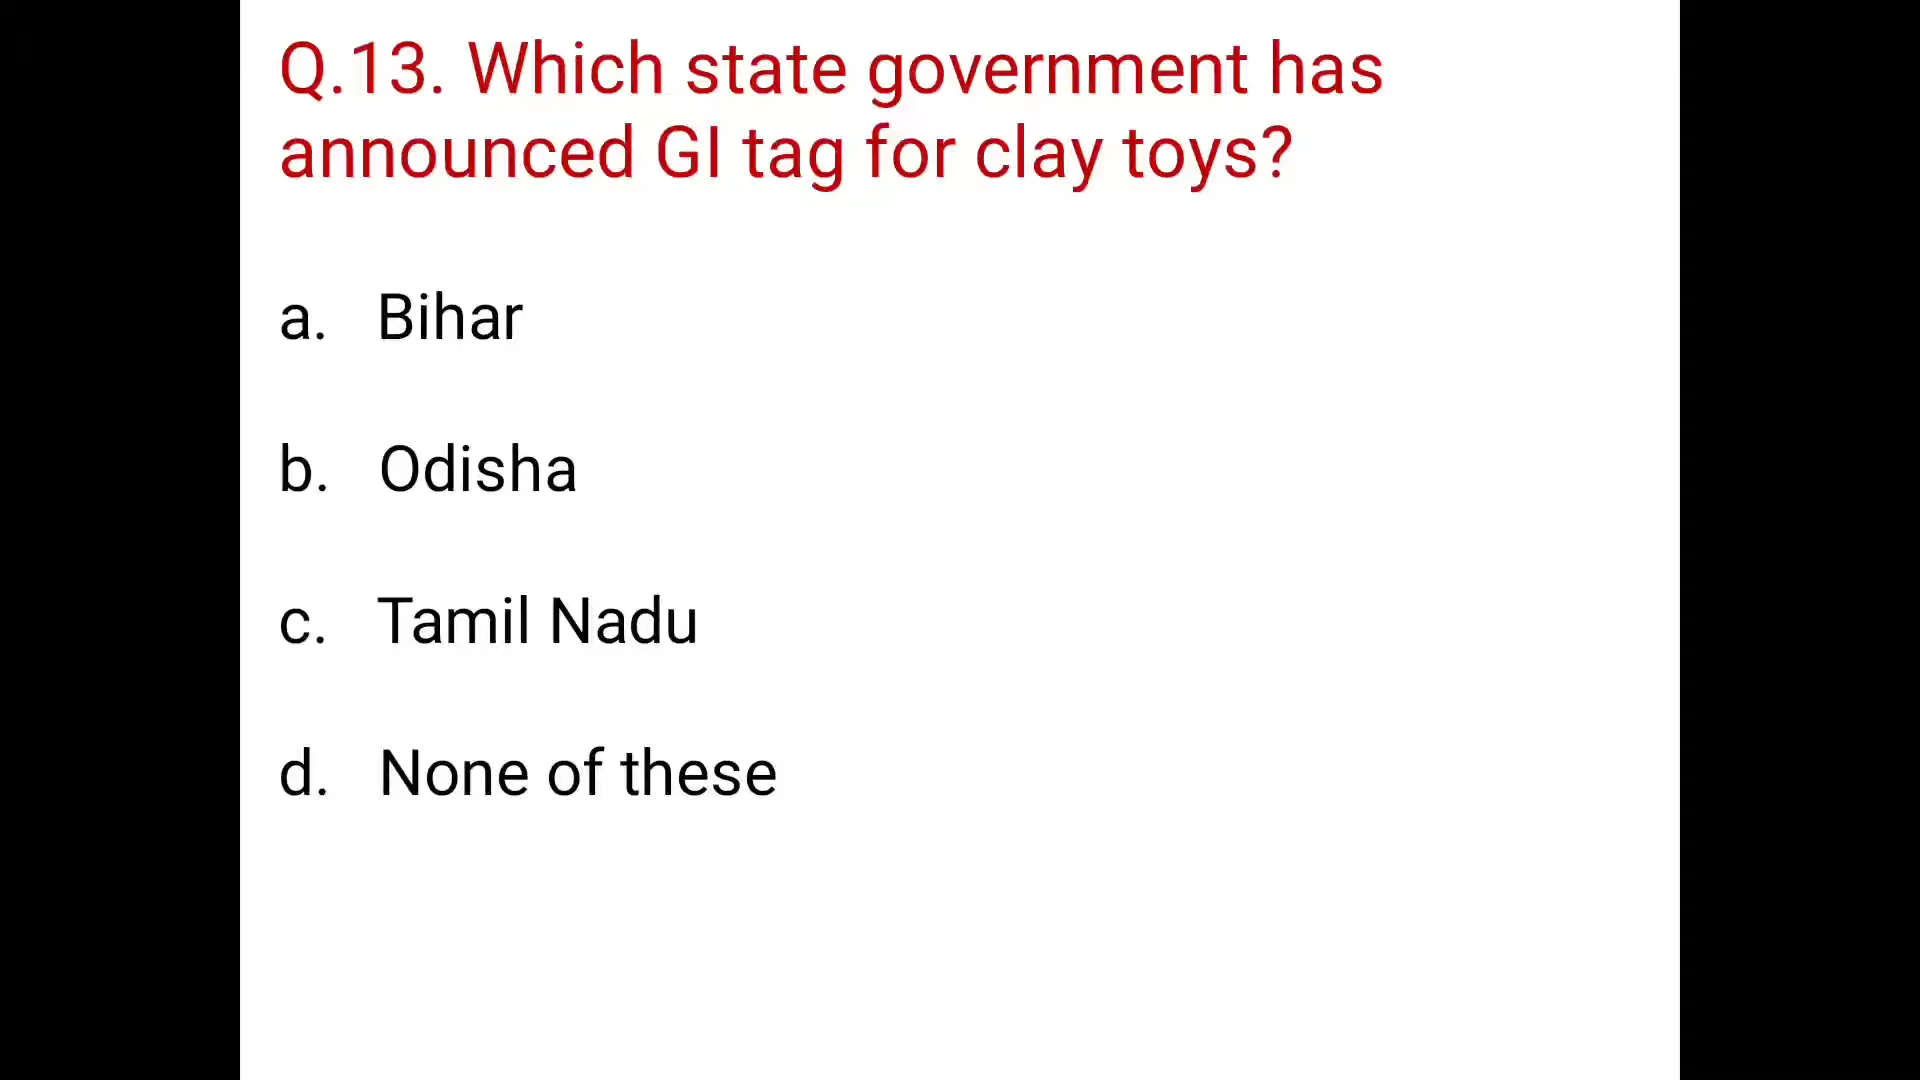 Q.13. Which state government has
announced GI tag for clay toys?
a. Bihar
b. Odisha
c. Tamil Nadu
d. None of these